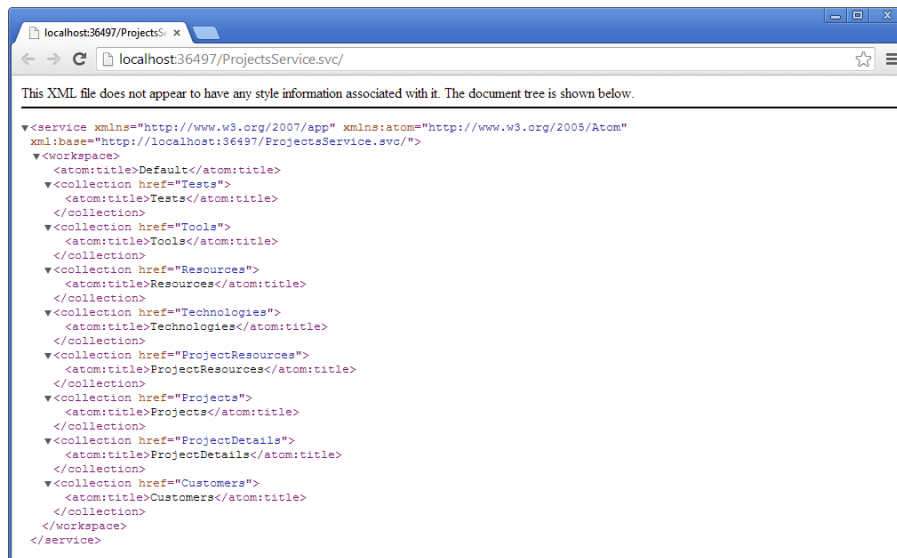 localhost:36497/ProjectsSe
localhost:36497/ProjectsService.svc/
This XML file does not appear to have any style information associated with it. The document tree is shown below.
<service xmlns="http://www.w3.org/2007/app" xmlns:atom="http://www.w3.org/2005/Atom"
xml:base="http://localhost:36497/ProjectsService.svc/">
<workspace>
<atom:title>Default</atom:title>
<collection href="Tests">
<atom:title>Tests</atom:title>
</collection>
<collection href="Tools">
<atom:title>Tools</atom:title>
</collection>
<collection href="Resources">
<atom:title>Resources</atom:title>
</collection>
<collection href="Technologies">
<atom:title>Technologies</atom:title>
</collection>
<collection href="ProjectResources">
<atom:title>ProjectResources</atom:title>
</collection>
<collection href="Projects">
<atom:title>Projects</atom:title>
</collection>
<collection href="ProjectDetails">
<atom:title>ProjectDetails</atom:title>
</collection>
<collection href="Customers">
<atom:title>Customers</atom:title>
</collection>
</workspace>
</service>